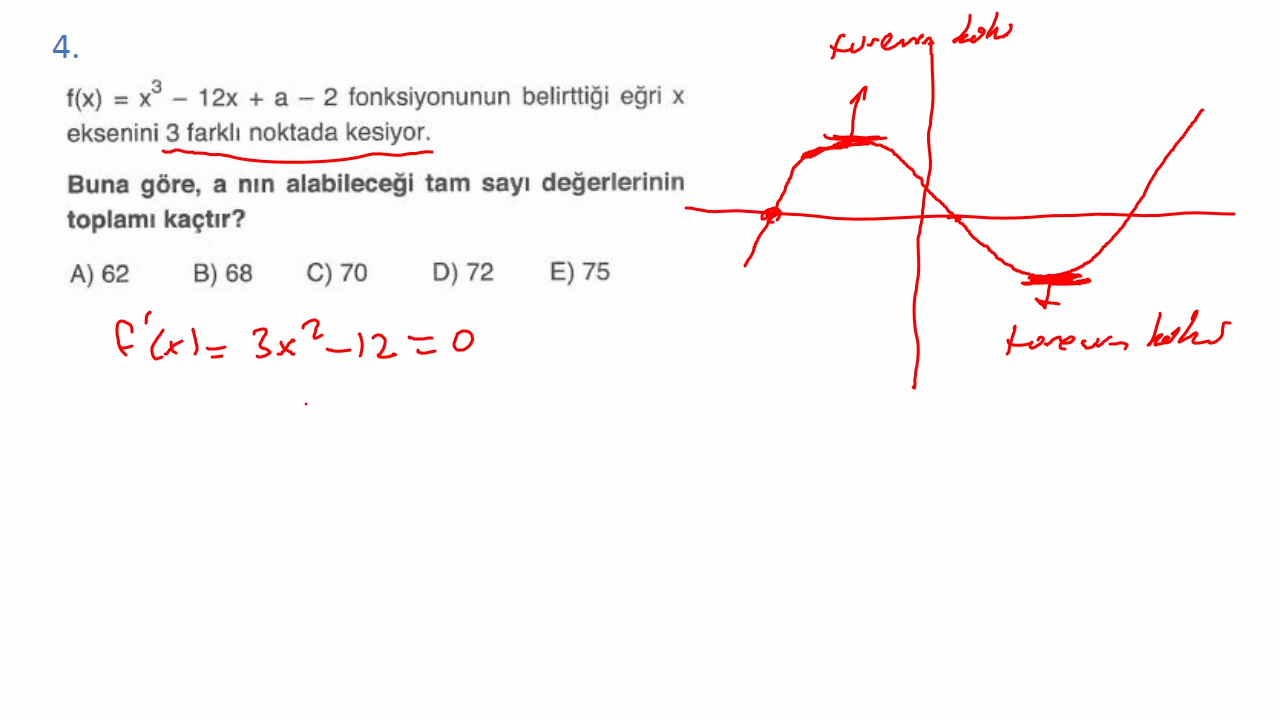 4.
f(x) = x³ – 12x + a – 2 fonksiyonunun belirttiği eğri x
eksenini 3 farklı noktada kesiyor.
Buna göre, a nın alabileceği tam sayı değerlerinin
toplamı kaçtır?
A) 62 B) 68 C) 70 D) 72 E) 75
f'(x) = 3x² – 12 = 0